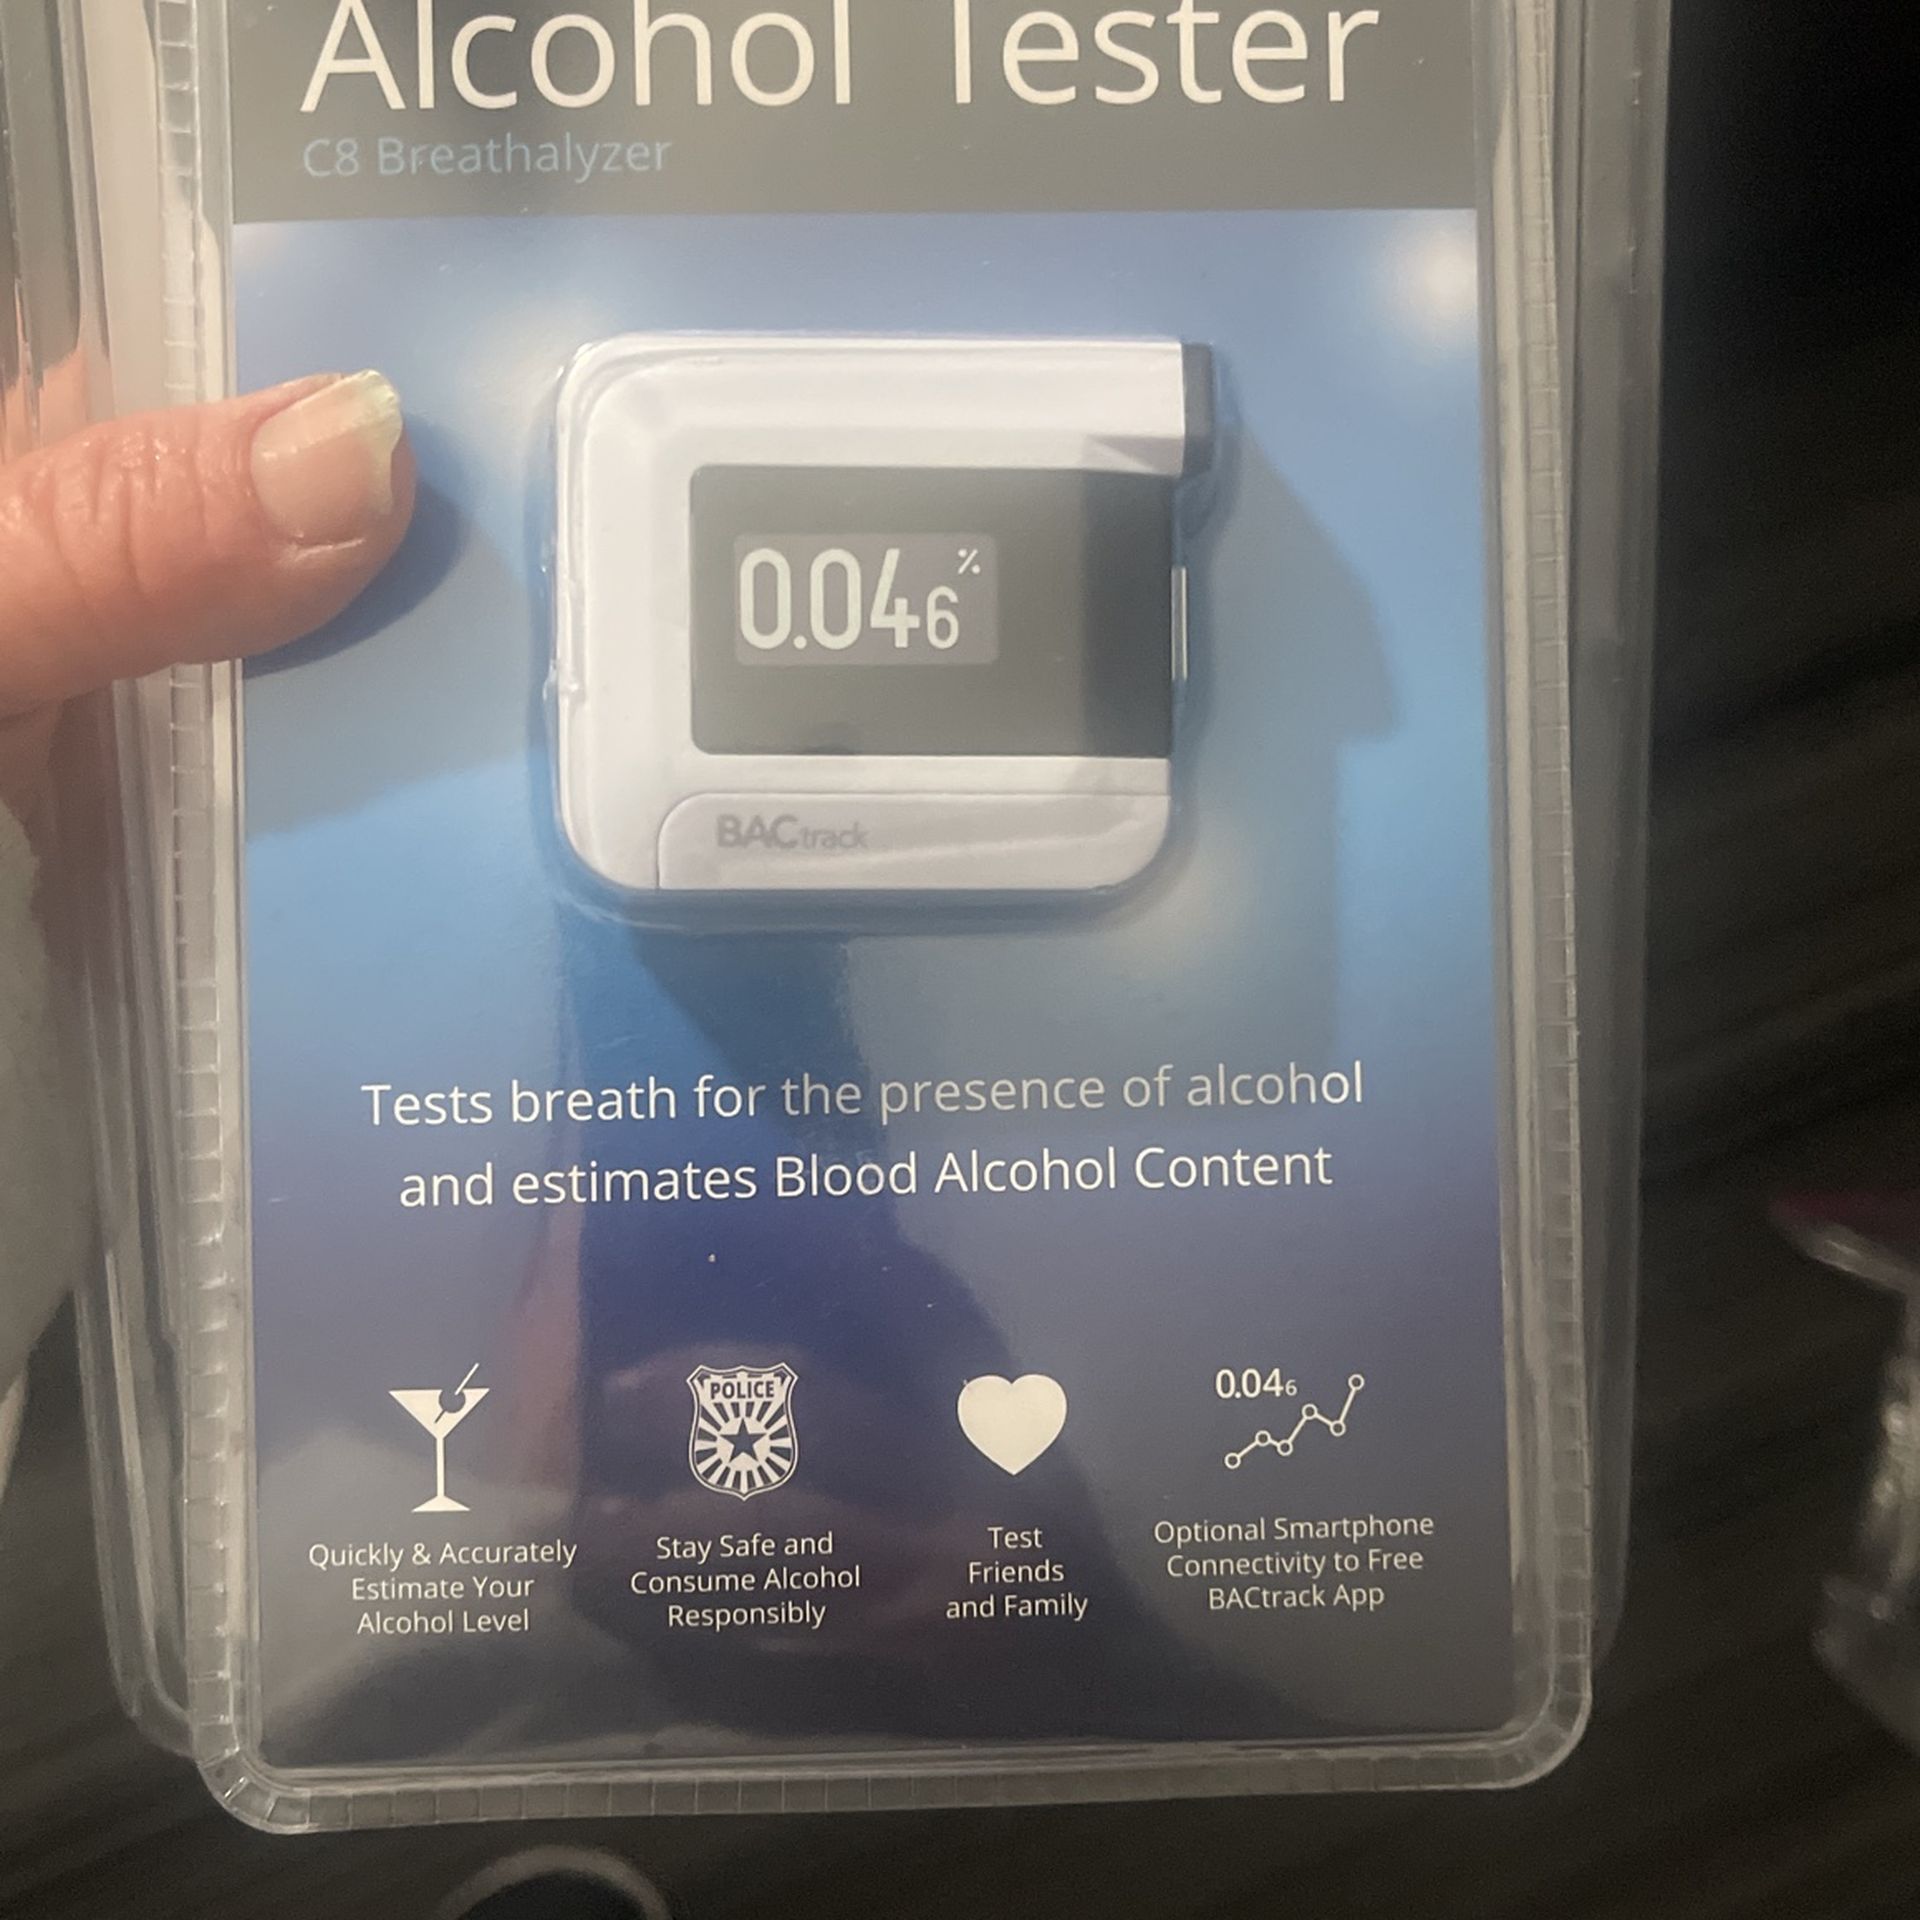 Alcohol Tester
C8 Breathalyzer
0.046%
BACtrack
Tests breath for the presence of alcohol
and estimates Blood Alcohol Content
POLICE
0.046
Quickly & Accurately
Estimate Your
Alcohol Level
Stay Safe and
Consume Alcohol
Responsibly
Test
Friends
and Family
Optional Smartphone
Connectivity to Free
BACtrack App